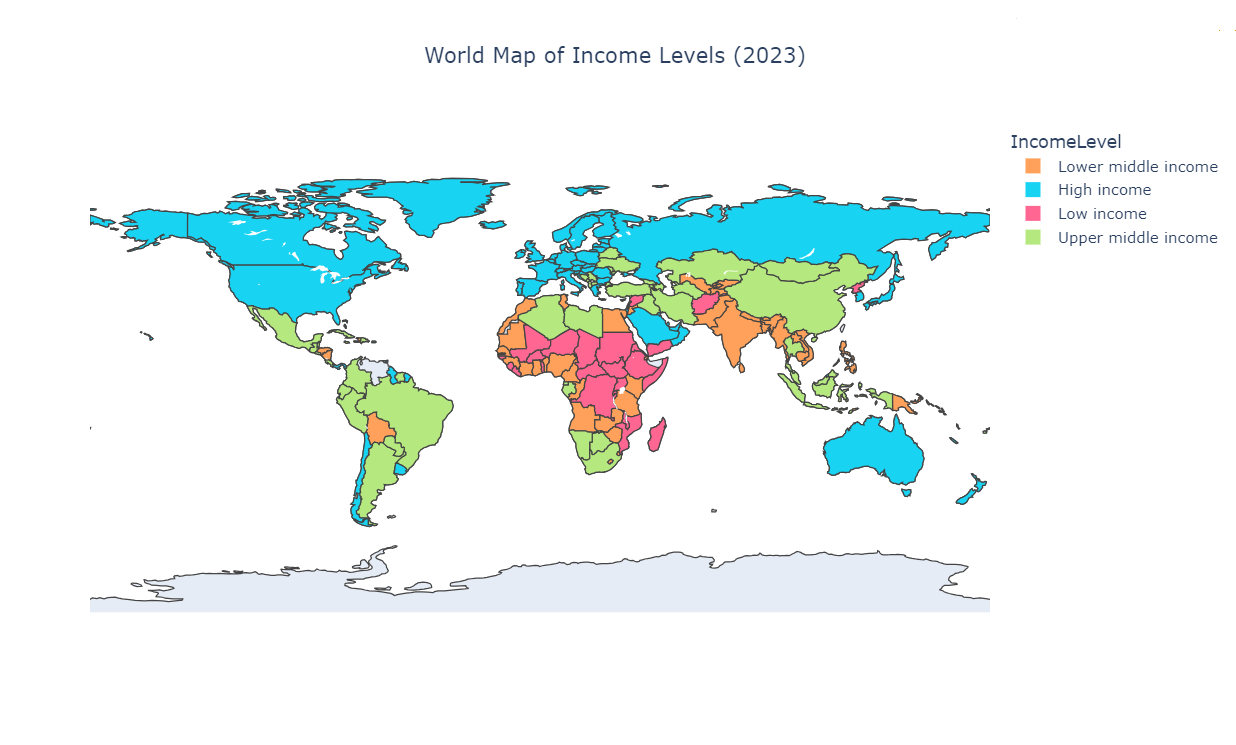 World Map of Income Levels (2023)
IncomeLevel
Lower middle income
High income
Low income
Upper middle income